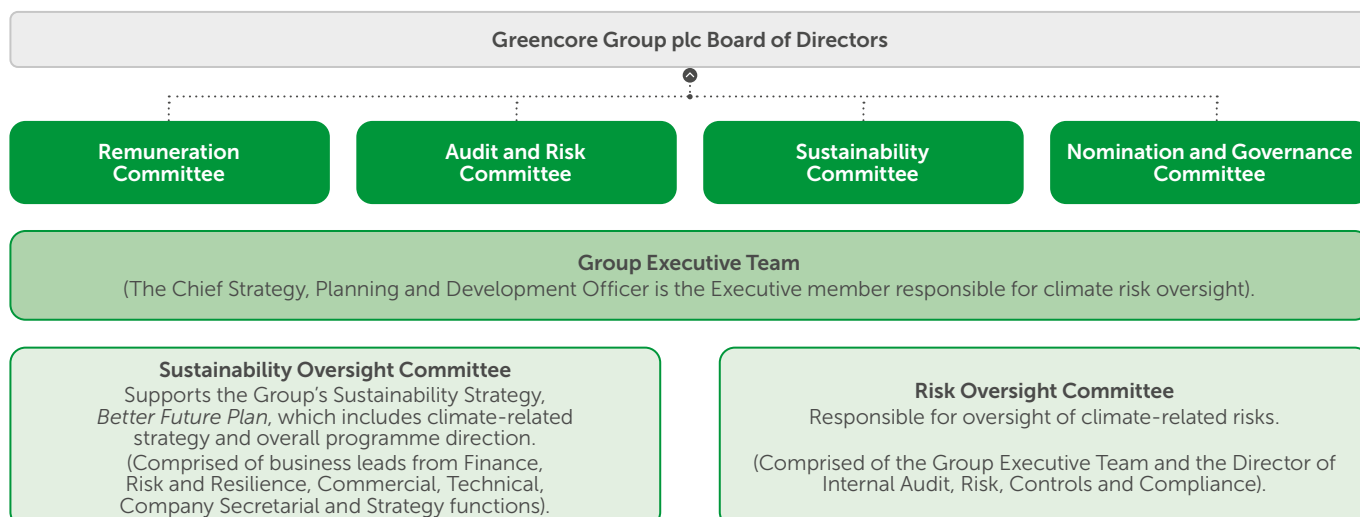 Greencore Group plc Board of Directors
Remuneration
Committee
Audit and Risk
Committee
Sustainability
Committee
Nomination and Governance
Committee
Group Executive Team
(The Chief Strategy, Planning and Development Officer is the Executive member responsible for climate risk oversight).
Sustainability Oversight Committee
Supports the Group’s Sustainability Strategy,
Better Future Plan, which includes climate-related
strategy and overall programme direction.
(Comprised of business leads from Finance,
Risk and Resilience, Commercial, Technical,
Company Secretarial and Strategy functions).
Risk Oversight Committee
Responsible for oversight of climate-related risks.
(Comprised of the Group Executive Team and the Director of
Internal Audit, Risk, Controls and Compliance).